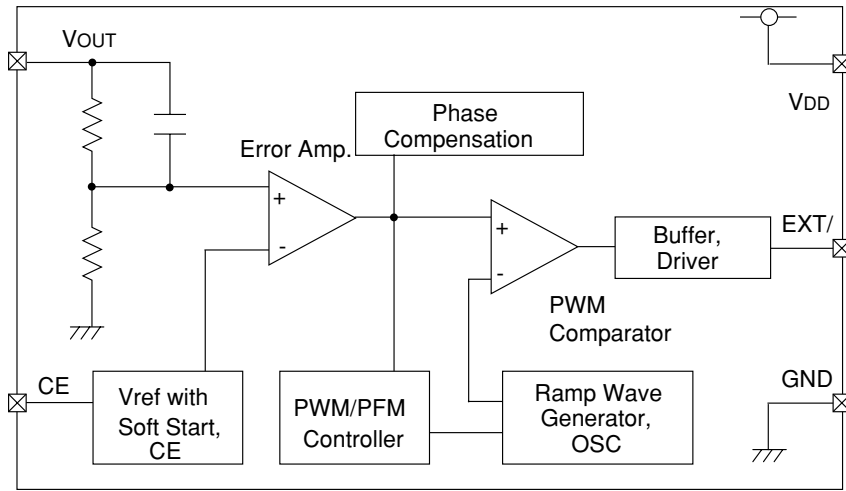 VOUT
VDD
Phase
Compensation
Error Amp.
+
-
+
-
Buffer,
Driver
EXT/
PWM
Comparator
CE
Vref with
Soft Start,
CE
PWM/PFM
Controller
Ramp Wave
Generator,
OSC
GND